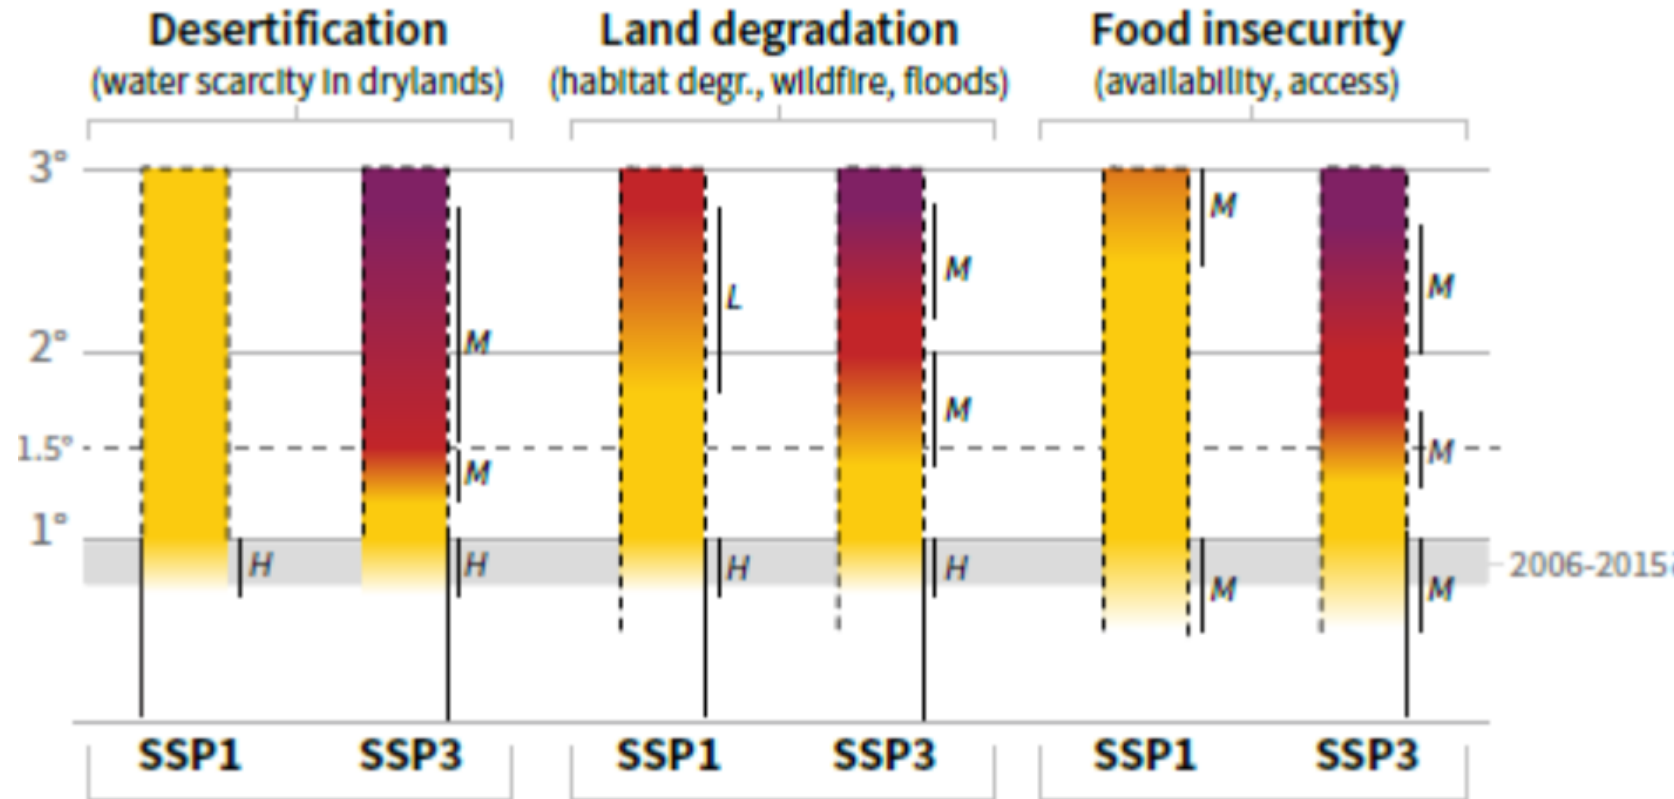 Desertification Land degradation Food insecurity
(water scarcity in drylands) (habitat degr., wildfire, floods) (availability, access)
3°
M
M
L
M
2°
M
M
1.5°
M
M
1°
H H H H
2006-2015
M M
SSP1 SSP3 SSP1 SSP3 SSP1 SSP3